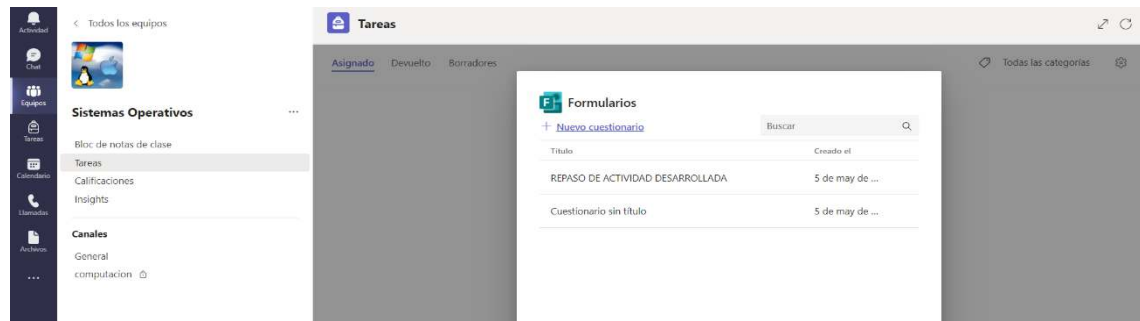 Actividad
Chat
Equipos
Tareas
Calendario
Llamadas
Archivos
...
< Todos los equipos
Sistemas Operativos ...
Bloc de notas de clase
Tareas
Calificaciones
Insights
Canales
General
computacion
Tareas
Asignado Devuelto Borradores
Todas las categorías
F Formularios
+ Nuevo cuestionario
Buscar
Título Creado el
REPASO DE ACTIVIDAD DESARROLLADA 5 de may de ...
Cuestionario sin título 5 de may de ...